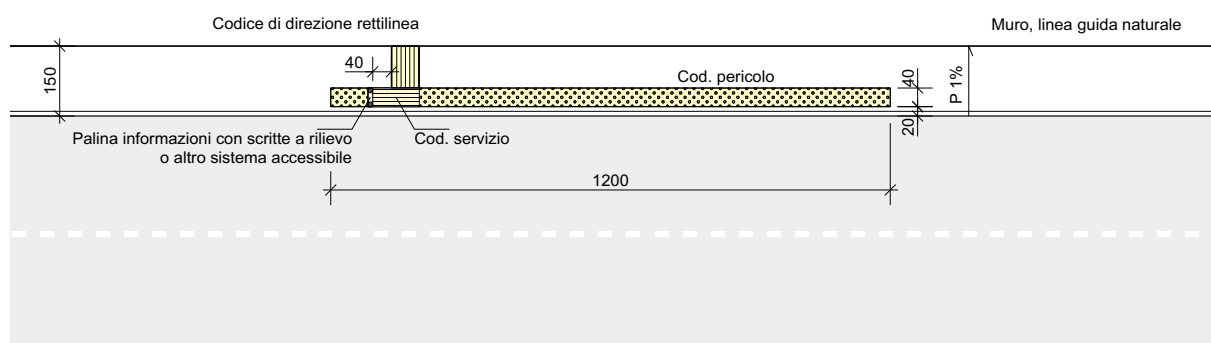 Codice di direzione rettilinea
Muro, linea guida naturale
150
40
Cod. pericolo
40
P 1%
20
Palina informazioni con scritte a rilievo
o altro sistema accessibile
Cod. servizio
1200